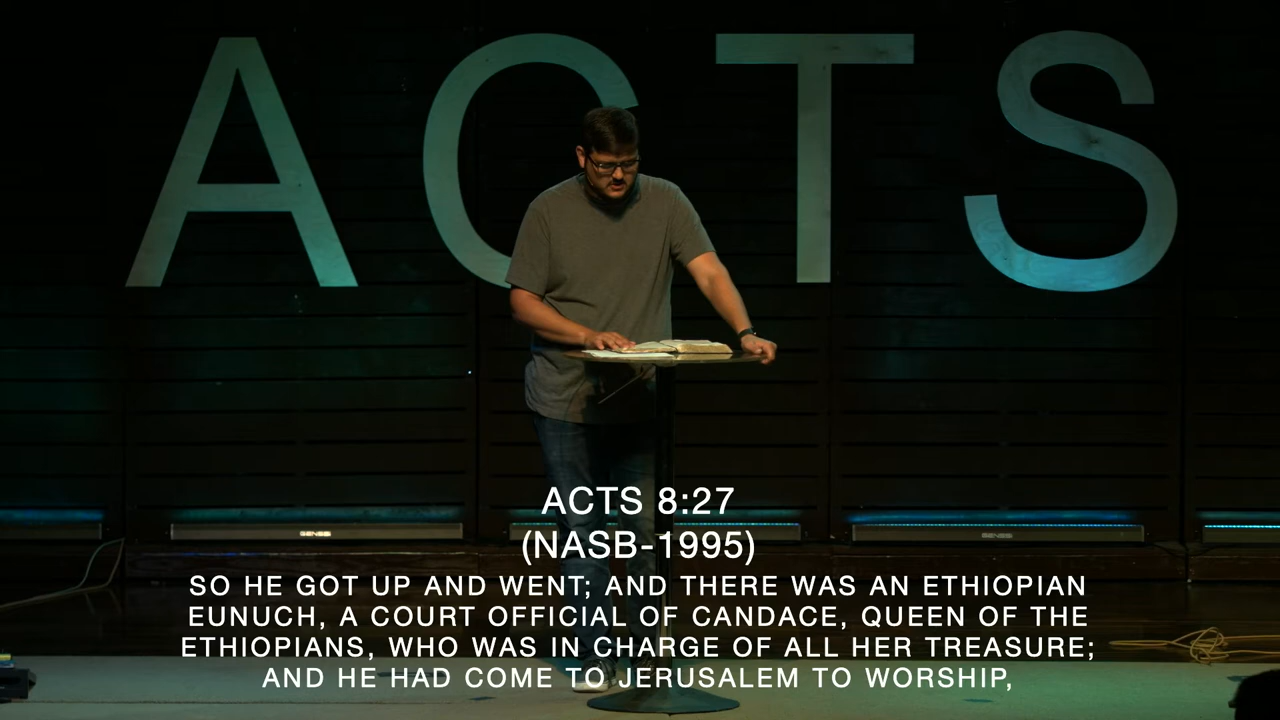 ACTS
ACTS 8:27
(NASB-1995)
SO HE GOT UP AND WENT; AND THERE WAS AN ETHIOPIAN
EUNUCH, A COURT OFFICIAL OF CANDACE, QUEEN OF THE
ETHIOPIANS, WHO WAS IN CHARGE OF ALL HER TREASURE;
AND HE HAD COME TO JERUSALEM TO WORSHIP,